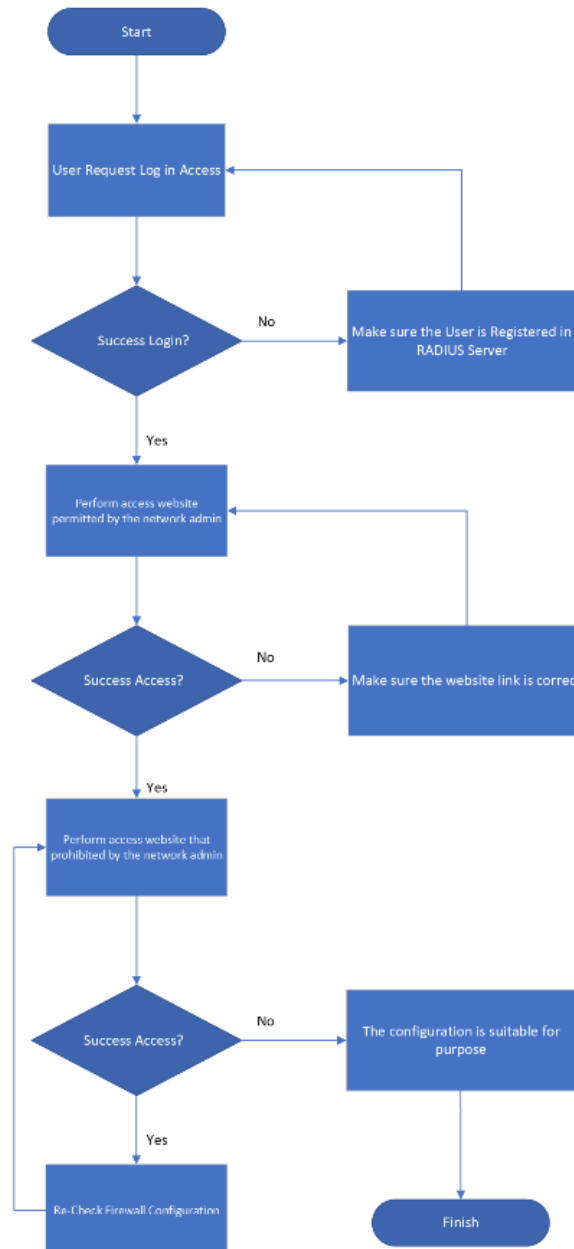 Start
User Request Log in Access
Success Login?
No
Make sure the User is Registered in
RADIUS Server
Yes
Perform access website
permitted by the network admin
Success Access?
No
Make sure the website link is correc
Yes
Perform access website that
prohibited by the network admin
Success Access?
No
The configuration is suitable for
purpose
Yes
Re-Check Firewall Configuration
Finish